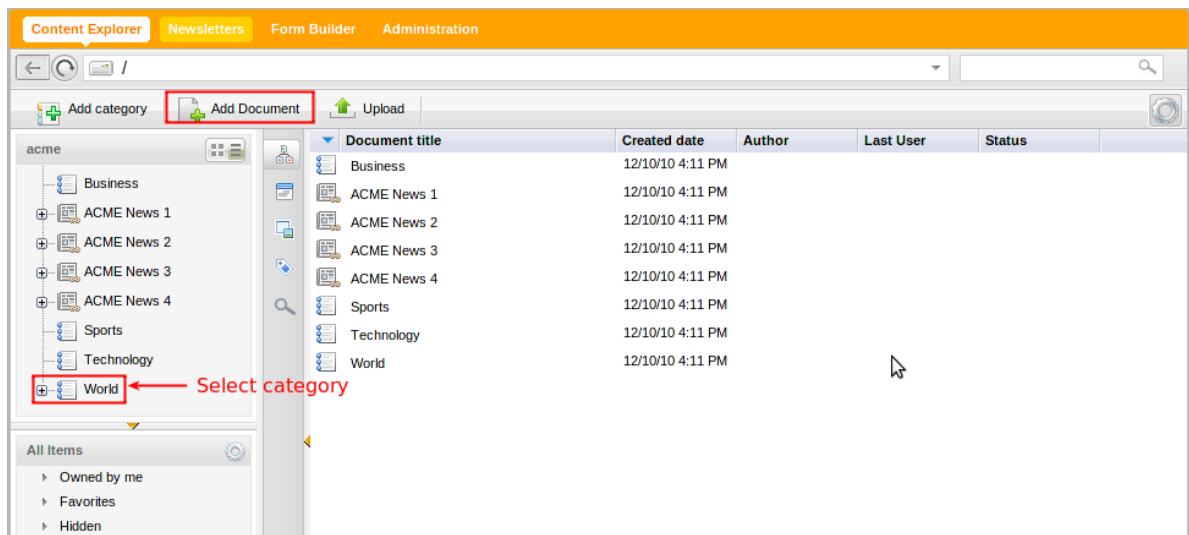 Content Explorer Newsletters Form Builder Administration
/
Add category Add Document Upload
acme
Business
ACME News 1
ACME News 2
ACME News 3
ACME News 4
Sports
Technology
World
Select category
All Items
Owned by me
Favorites
Hidden
Document title Created date Author Last User Status
Business 12/10/10 4:11 PM
ACME News 1 12/10/10 4:11 PM
ACME News 2 12/10/10 4:11 PM
ACME News 3 12/10/10 4:11 PM
ACME News 4 12/10/10 4:11 PM
Sports 12/10/10 4:11 PM
Technology 12/10/10 4:11 PM
World 12/10/10 4:11 PM